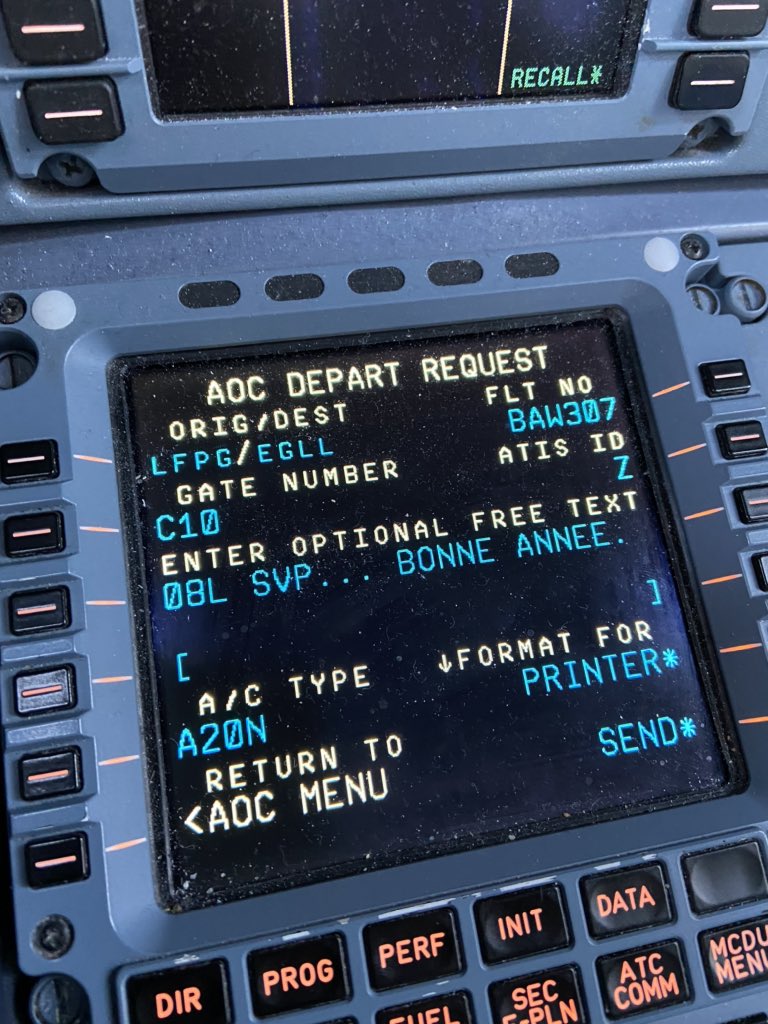 RECALL*
AOC DEPART REQUEST
ORIG/DEST FLT NO
LFPG/EGLL BAW307
GATE NUMBER ATIS ID
C10 Z
ENTER OPTIONAL FREE TEXT
08L SVP... BONNE ANNEE.
[ ]
A/C TYPE ↓FORMAT FOR
A20N PRINTER*
RETURN TO SEND*
<AOC MENU
DIR PROG PERF INIT DATA
FUEL SEC F-PLN ATC COMM MCDU MENU